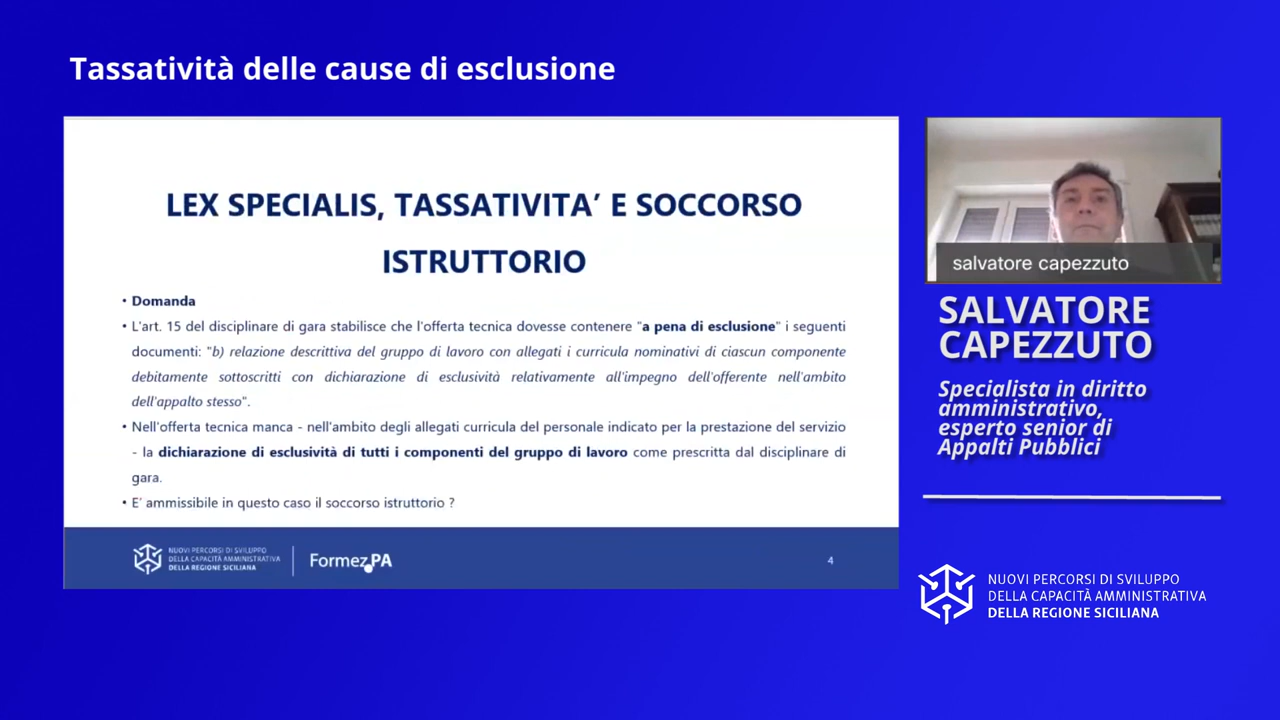 Tassatività delle cause di esclusione
LEX SPECIALIS, TASSATIVITA’ E SOCCORSO
ISTRUTTORIO
• Domanda
• L'art. 15 del disciplinare di gara stabilisce che l'offerta tecnica dovesse contenere "a pena di esclusione" i seguenti
documenti: "b) relazione descrittiva del gruppo di lavoro con allegati i curricula nominativi di ciascun componente
debitamente sottoscritti con dichiarazione di esclusività relativamente all'impegno dell'offerente nell'ambito
dell'appalto stesso".
• Nell'offerta tecnica manca - nell'ambito degli allegati curricula del personale indicato per la prestazione del servizio
- la dichiarazione di esclusività di tutti i componenti del gruppo di lavoro come prescritta dal disciplinare di
gara.
• E' ammissibile in questo caso il soccorso istruttorio ?
NUOVI PERCORSI DI SVILUPPO
DELLA CAPACITÀ AMMINISTRATIVA
DELLA REGIONE SICILIANA
Formez PA
4
salvatore capezzuto
SALVATORE
CAPEZZUTO
Specialista in diritto
amministrativo,
esperto senior di
Appalti Pubblici
NUOVI PERCORSI DI SVILUPPO
DELLA CAPACITÀ AMMINISTRATIVA
DELLA REGIONE SICILIANA